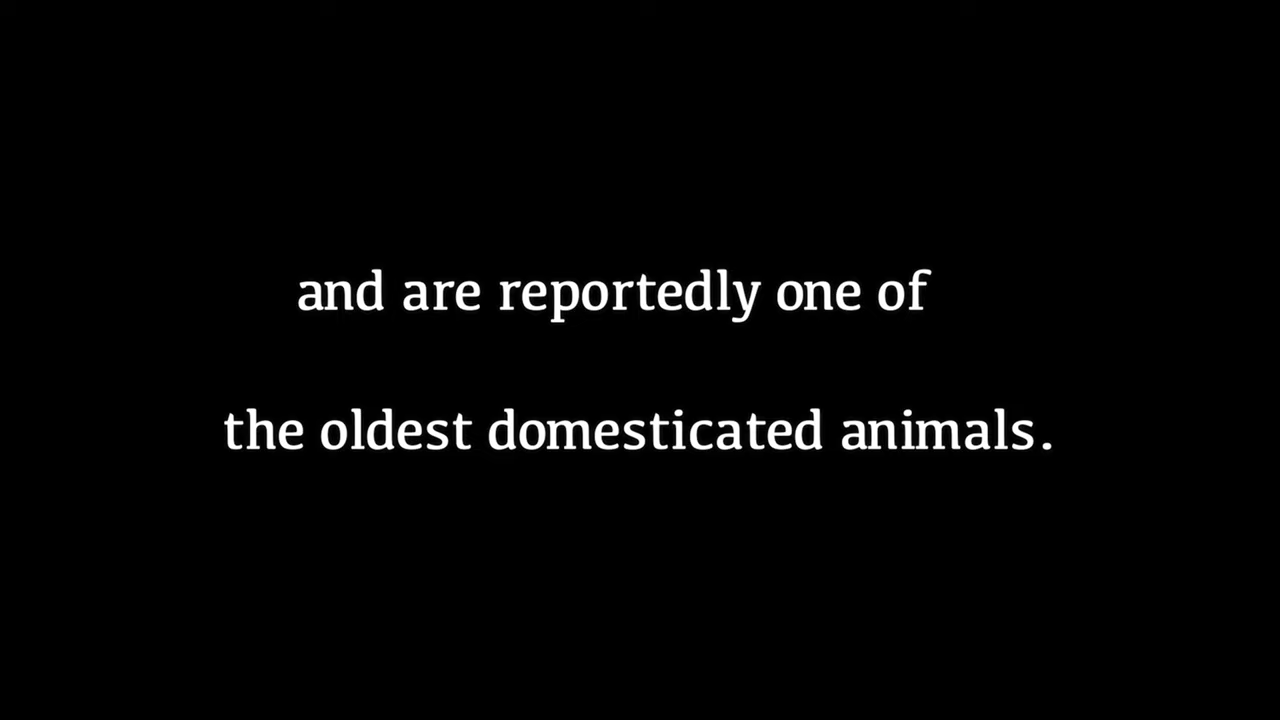 and are reportedly one of
the oldest domesticated animals.